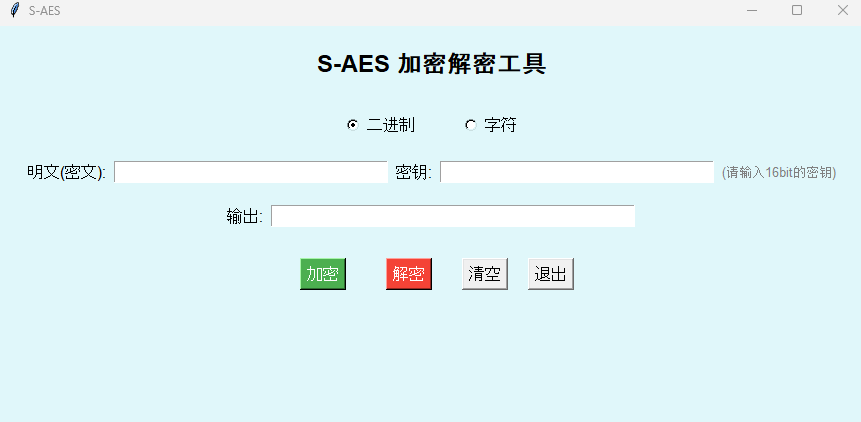 S-AES
S-AES 加密解密工具
二进制 字符
明文(密文): 密钥: (请输入16bit的密钥)
输出:
加密 解密 清空 退出